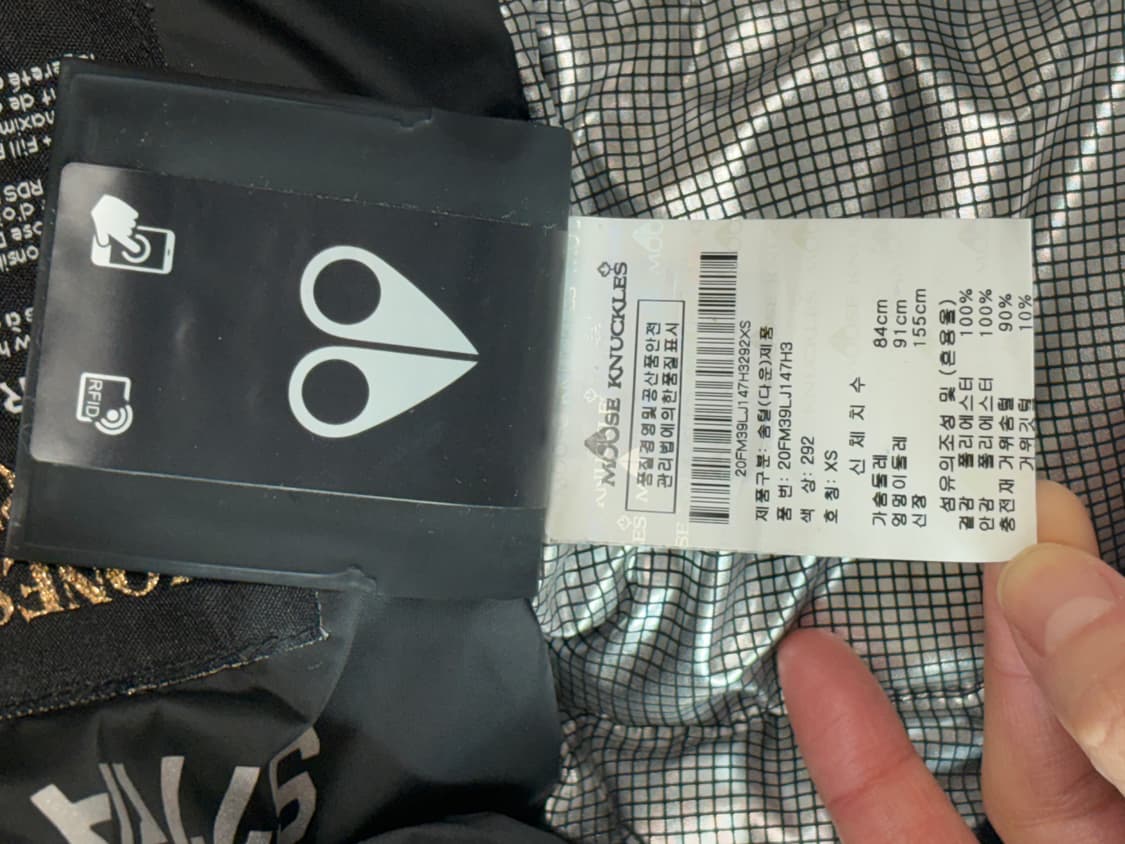 RFID
MOOSE KNUCKLES
품질경영및공산품안전
관리법에의한품질표시
20FM39LJ147H3292XS
제품구분: 솜털(다운)제품
품 번: 20FM39LJ147H3
색 상: 292
호 칭: XS
신 체 치 수
가슴둘레 84cm
엉덩이둘레 91cm
신장 155cm
섬유의조성 및 (혼용율)
겉감 폴리에스터 100%
안감 폴리에스터 100%
충전재 거위솜털 90%
거위깃털 10%